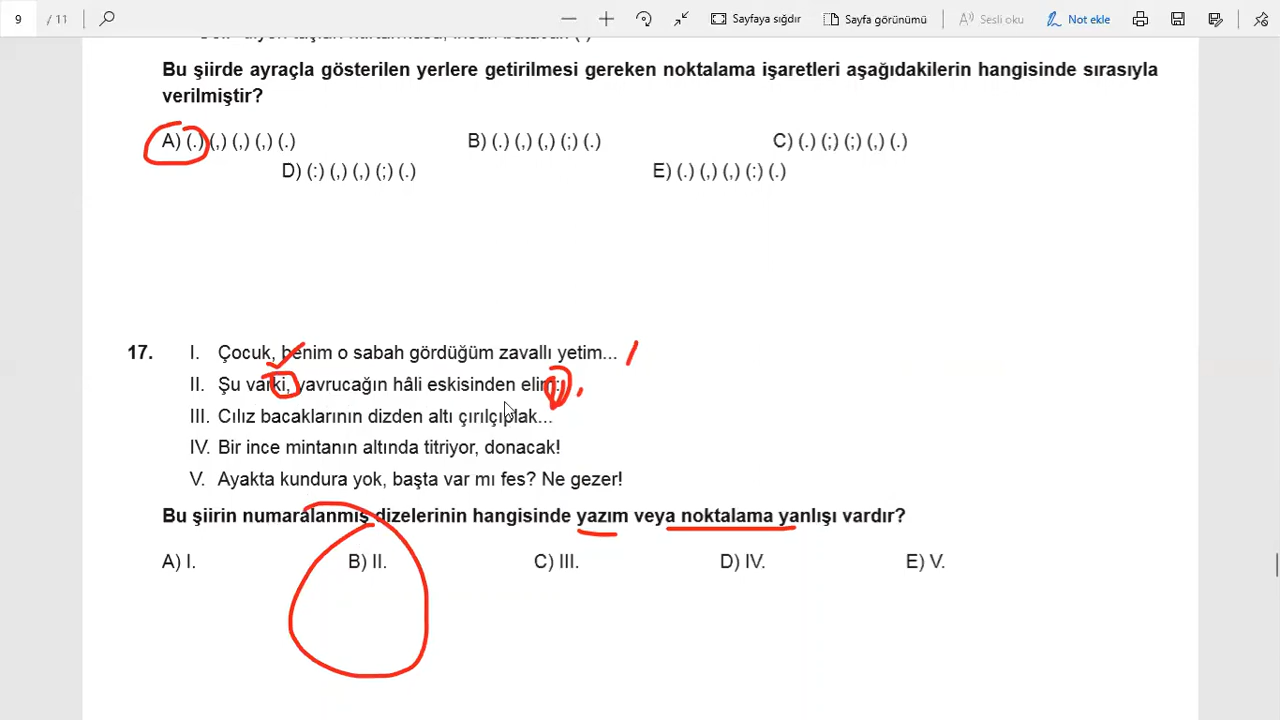 9 / 11 Sayfaya sığdır Sayfa görünümü Sesli oku Not ekle
Bu şiirde ayraçla gösterilen yerlere getirilmesi gereken noktalama işaretleri aşağıdakilerin hangisinde sırasıyla
verilmiştir?
A) (.) (,) (,) (,) (.) B) (.) (,) (,) (;) (.) C) (.) (;) (;) (,) (.)
D) (:) (,) (,) (;) (.) E) (.) (,) (,) (:) (.)
17. I. Çocuk, benim o sabah gördüğüm zavallı yetim...
II. Şu varki, yavrucağın hâli eskisinden elim
III. Cılız bacaklarının dizden altı çırılçıplak...
IV. Bir ince mintanın altında titriyor, donacak!
V. Ayakta kundura yok, başta var mı fes? Ne gezer!
Bu şiirin numaralanmış dizelerinin hangisinde yazım veya noktalama yanlışı vardır?
A) I. B) II. C) III. D) IV. E) V.